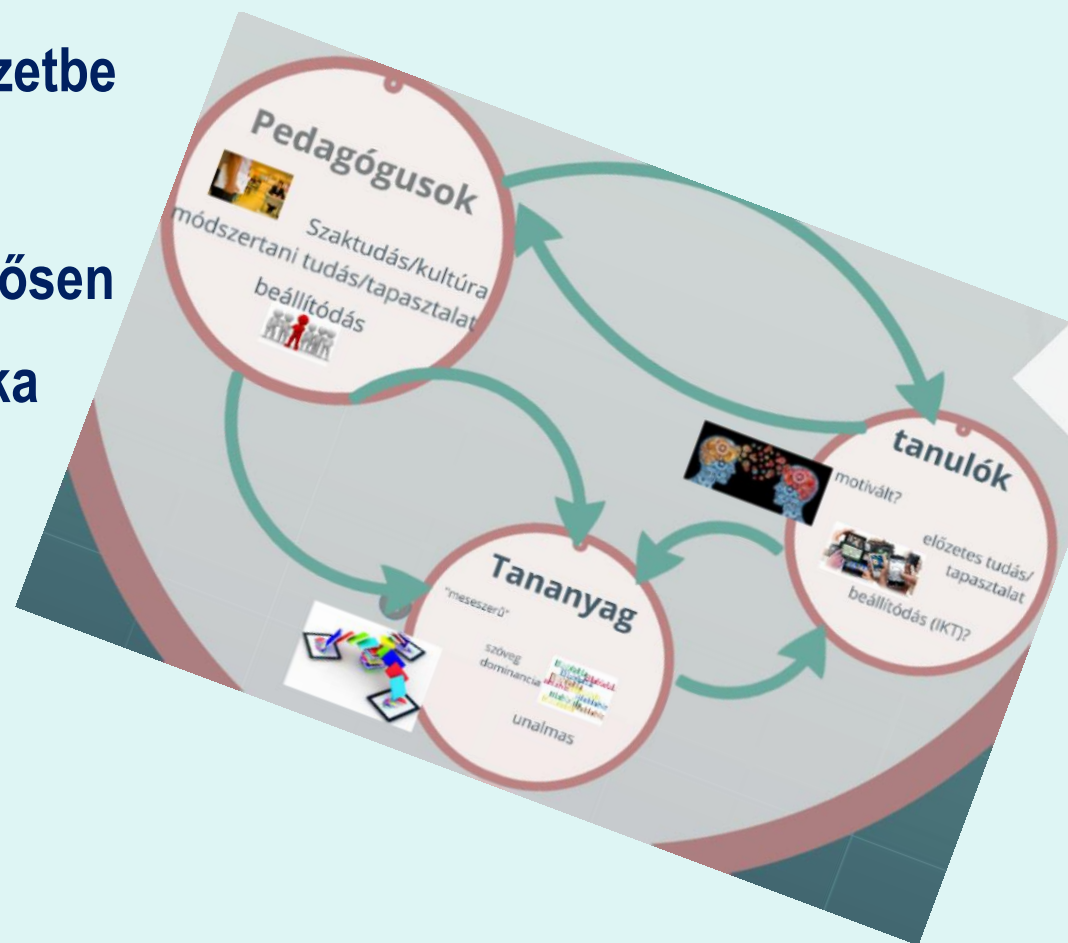 zetbe
ősen
ka
Pedagógusok
Szaktudás/kultúra
módszertani tudás/tapasztalat
beállítódás
tanulók
motivált?
előzetes tudás/
tapasztalat
beállítódás (IKT)?
Tananyag
"meseszerű"
szöveg
dominancia
unalmas